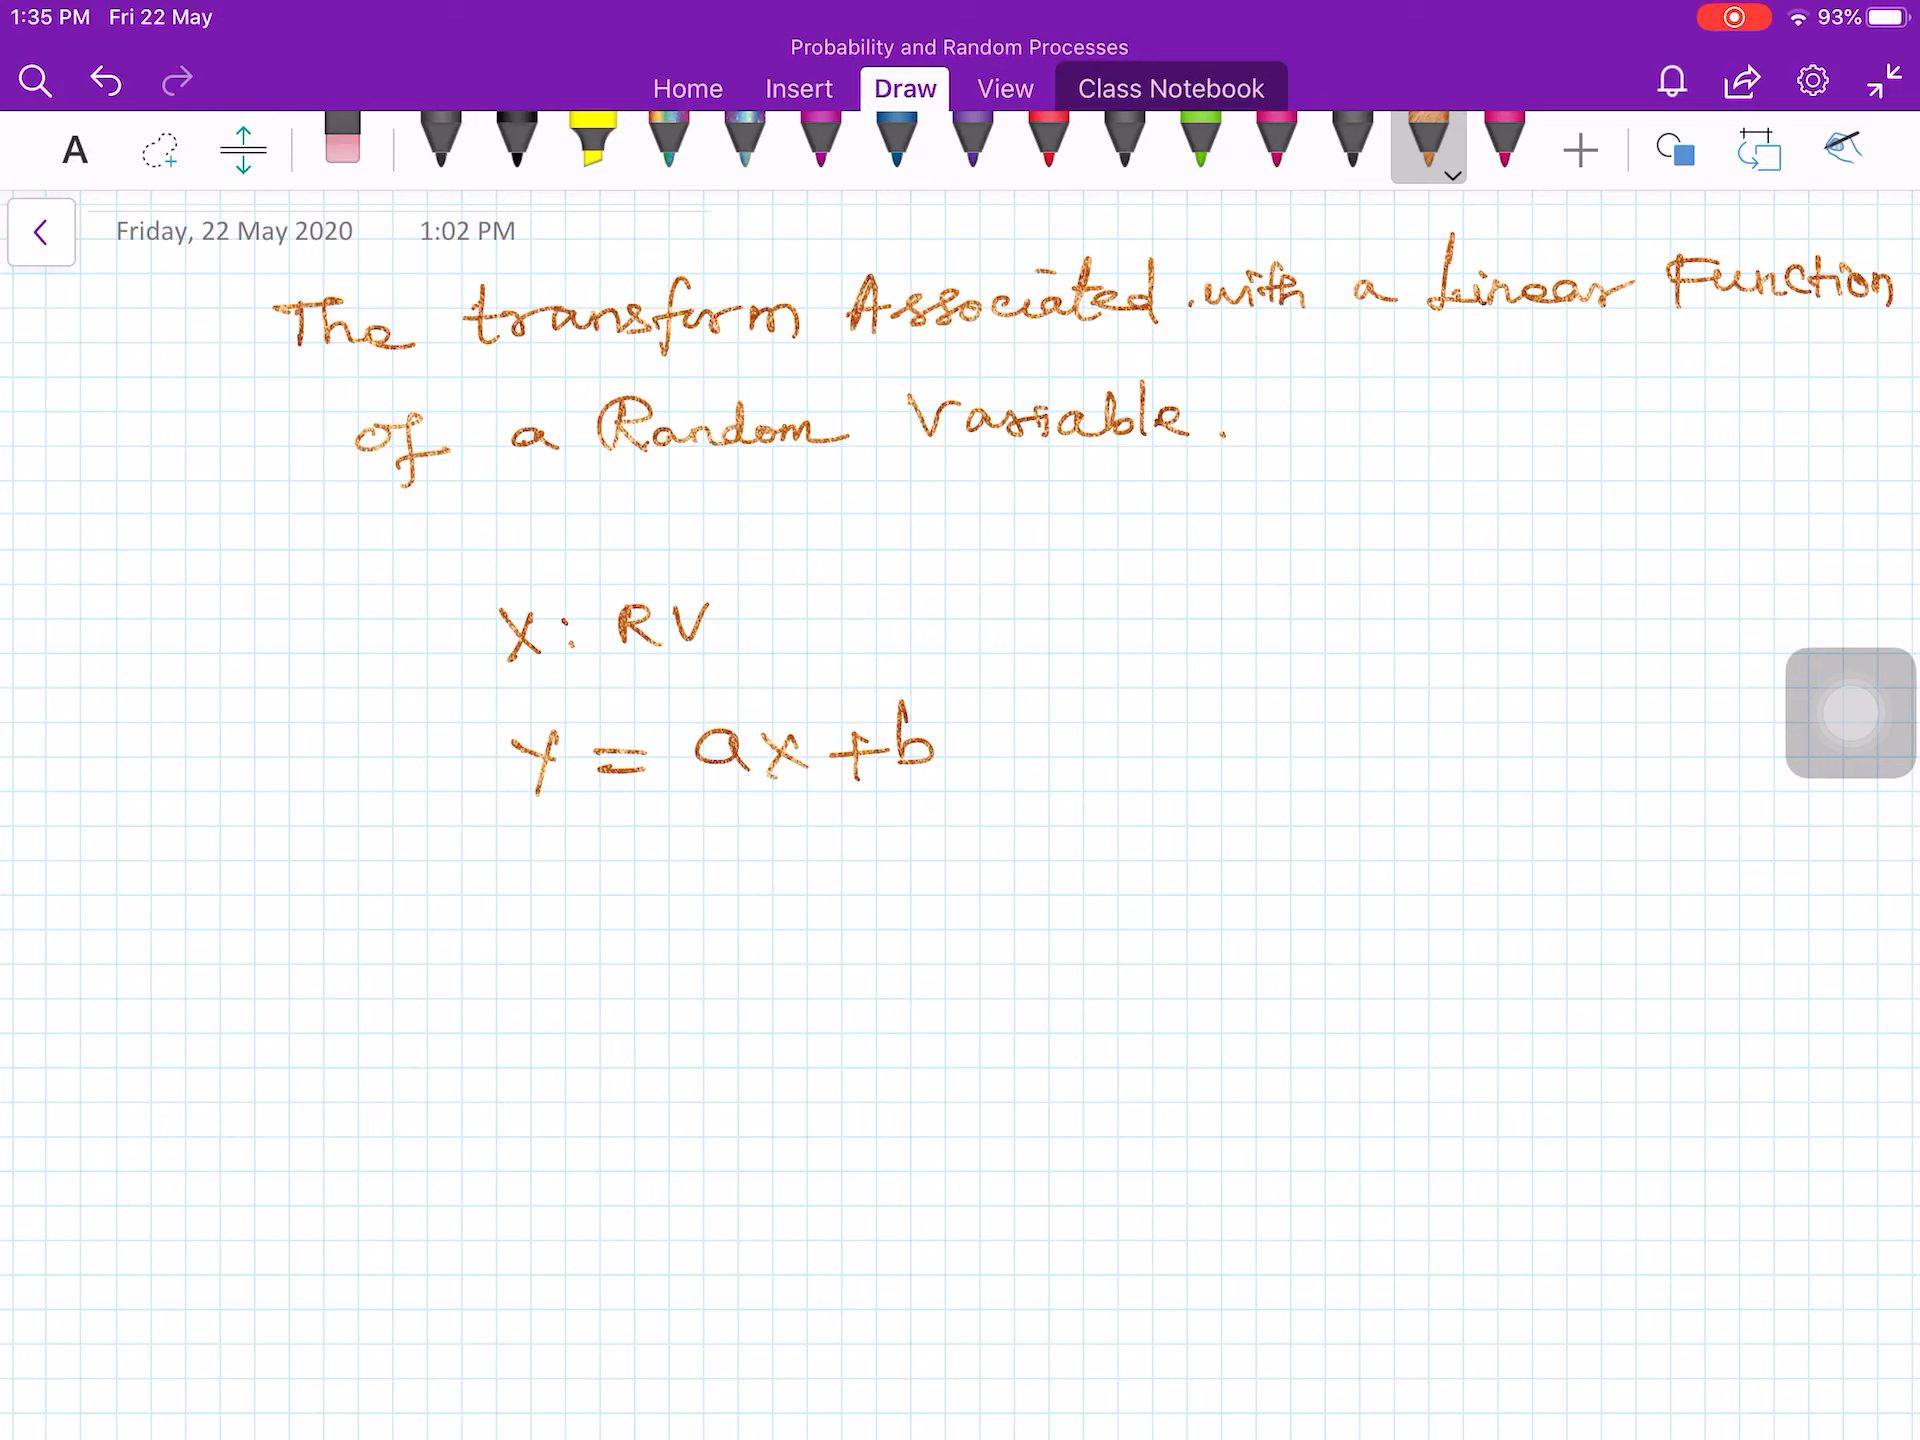 1:35 PM Fri 22 May 93%
Probability and Random Processes
Home Insert Draw View Class Notebook
A
Friday, 22 May 2020 1:02 PM
The transform Associated with a Linear Function
of a Random Variable.
X: RV
Y = ax+b